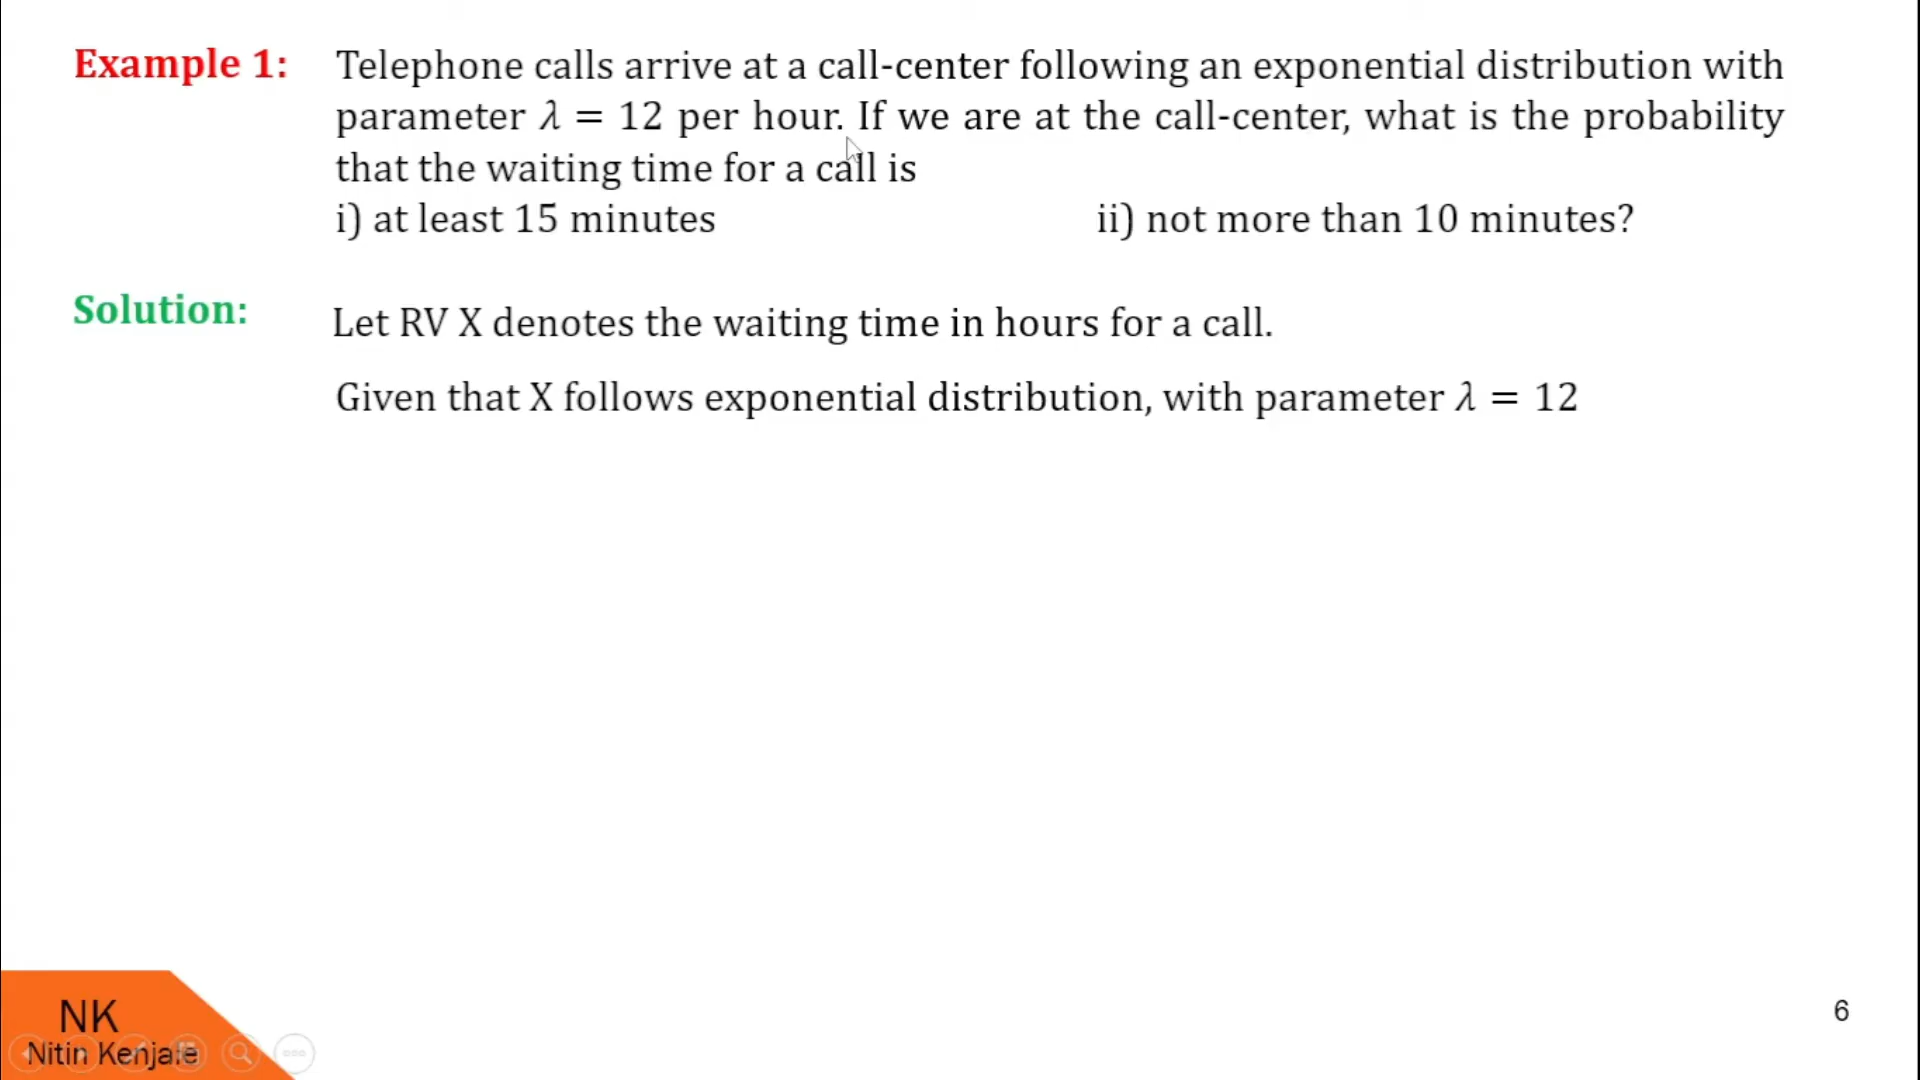 Example 1: Telephone calls arrive at a call-center following an exponential distribution with
parameter λ = 12 per hour. If we are at the call-center, what is the probability
that the waiting time for a call is
i) at least 15 minutes ii) not more than 10 minutes?
Solution: Let RV X denotes the waiting time in hours for a call.
Given that X follows exponential distribution, with parameter λ = 12
NK
Nitin Kenjale
6